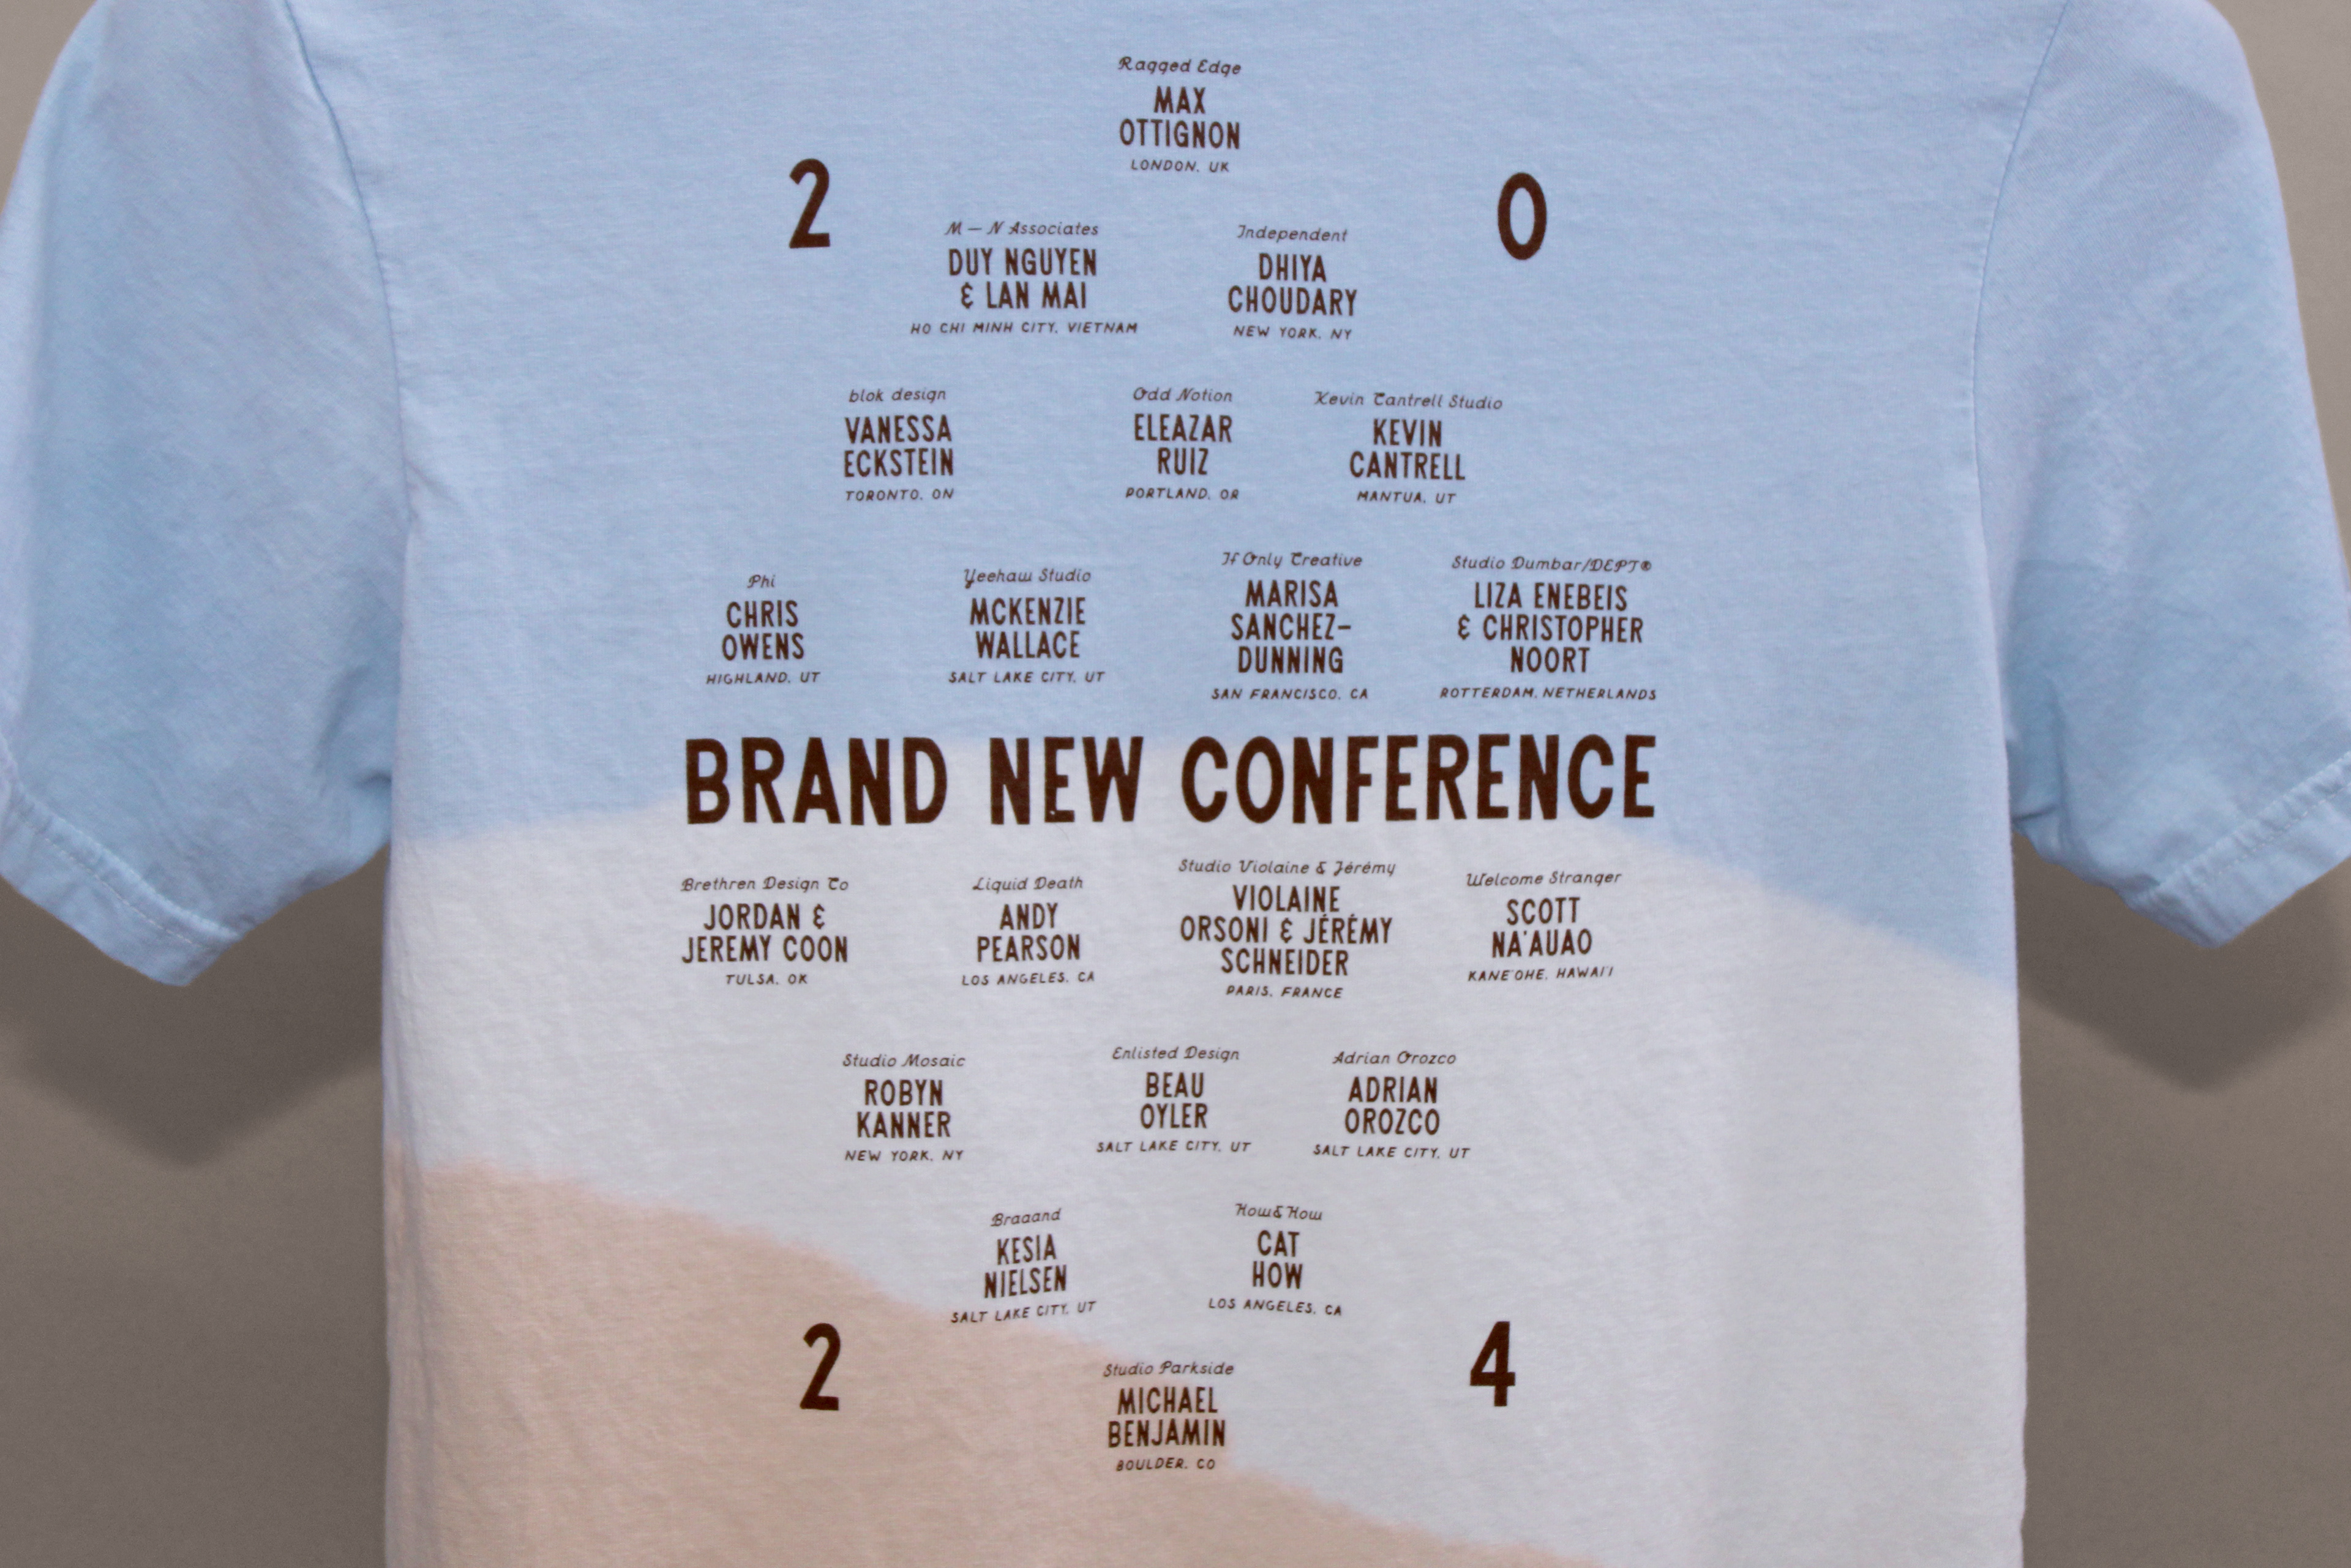 Ragged Edge
MAX
OTTIGNON
LONDON, UK
2 0
M — N Associates
DUY NGUYEN
& LAN MAI
HO CHI MINH CITY, VIETNAM
Independent
DHIYA
CHOUDARY
NEW YORK, NY
blok design
VANESSA
ECKSTEIN
TORONTO, ON
Odd Notion
ELEAZAR
RUIZ
PORTLAND, OR
Kevin Cantrell Studio
KEVIN
CANTRELL
MANTUA, UT
Phi
CHRIS
OWENS
HIGHLAND, UT
Yeehaw Studio
MCKENZIE
WALLACE
SALT LAKE CITY, UT
If Only Creative
MARISA
SANCHEZ–
DUNNING
SAN FRANCISCO, CA
Studio Dumbar/DEPT®
LIZA ENEBEIS
& CHRISTOPHER
NOORT
ROTTERDAM, NETHERLANDS
BRAND NEW CONFERENCE
Brethren Design Co
JORDAN &
JEREMY COON
TULSA, OK
Liquid Death
ANDY
PEARSON
LOS ANGELES, CA
Studio Violaine & Jérémy
VIOLAINE
ORSONI & JÉRÉMY
SCHNEIDER
PARIS, FRANCE
Welcome Stranger
SCOTT
NA'AUAO
KANE'OHE, HAWAI'I
Studio Mosaic
ROBYN
KANNER
NEW YORK, NY
Enlisted Design
BEAU
OYLER
SALT LAKE CITY, UT
Adrian Orozco
ADRIAN
OROZCO
SALT LAKE CITY, UT
Braaand
KESIA
NIELSEN
SALT LAKE CITY, UT
How&How
CAT
HOW
LOS ANGELES, CA
2 4
Studio Parkside
MICHAEL
BENJAMIN
BOULDER, CO